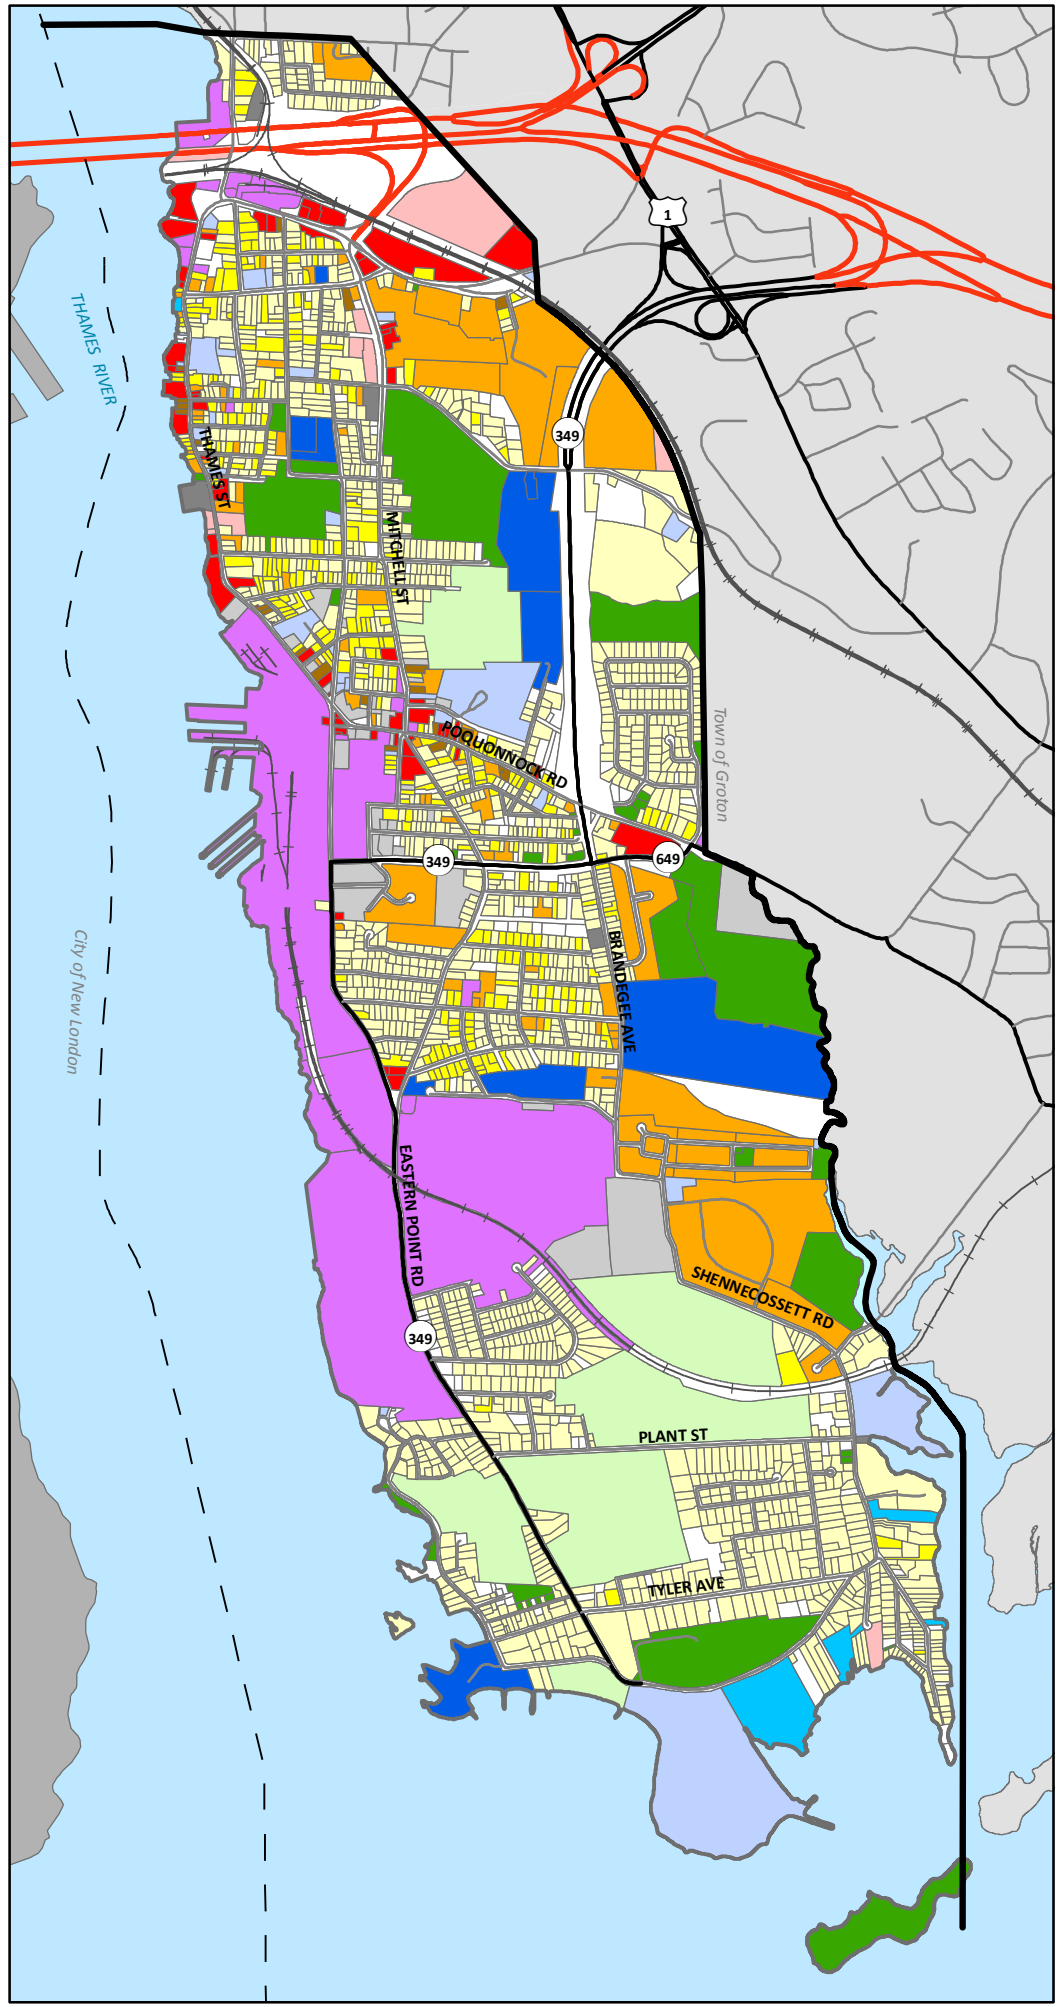 1
THAMES RIVER
349
THAMES ST
MITCHELL ST
POQUONNOCK RD
Town of Groton
349
649
BRANDEGEE AVE
City of New London
EASTERN POINT RD
SHENNECOSSETT RD
349
PLANT ST
TYLER AVE